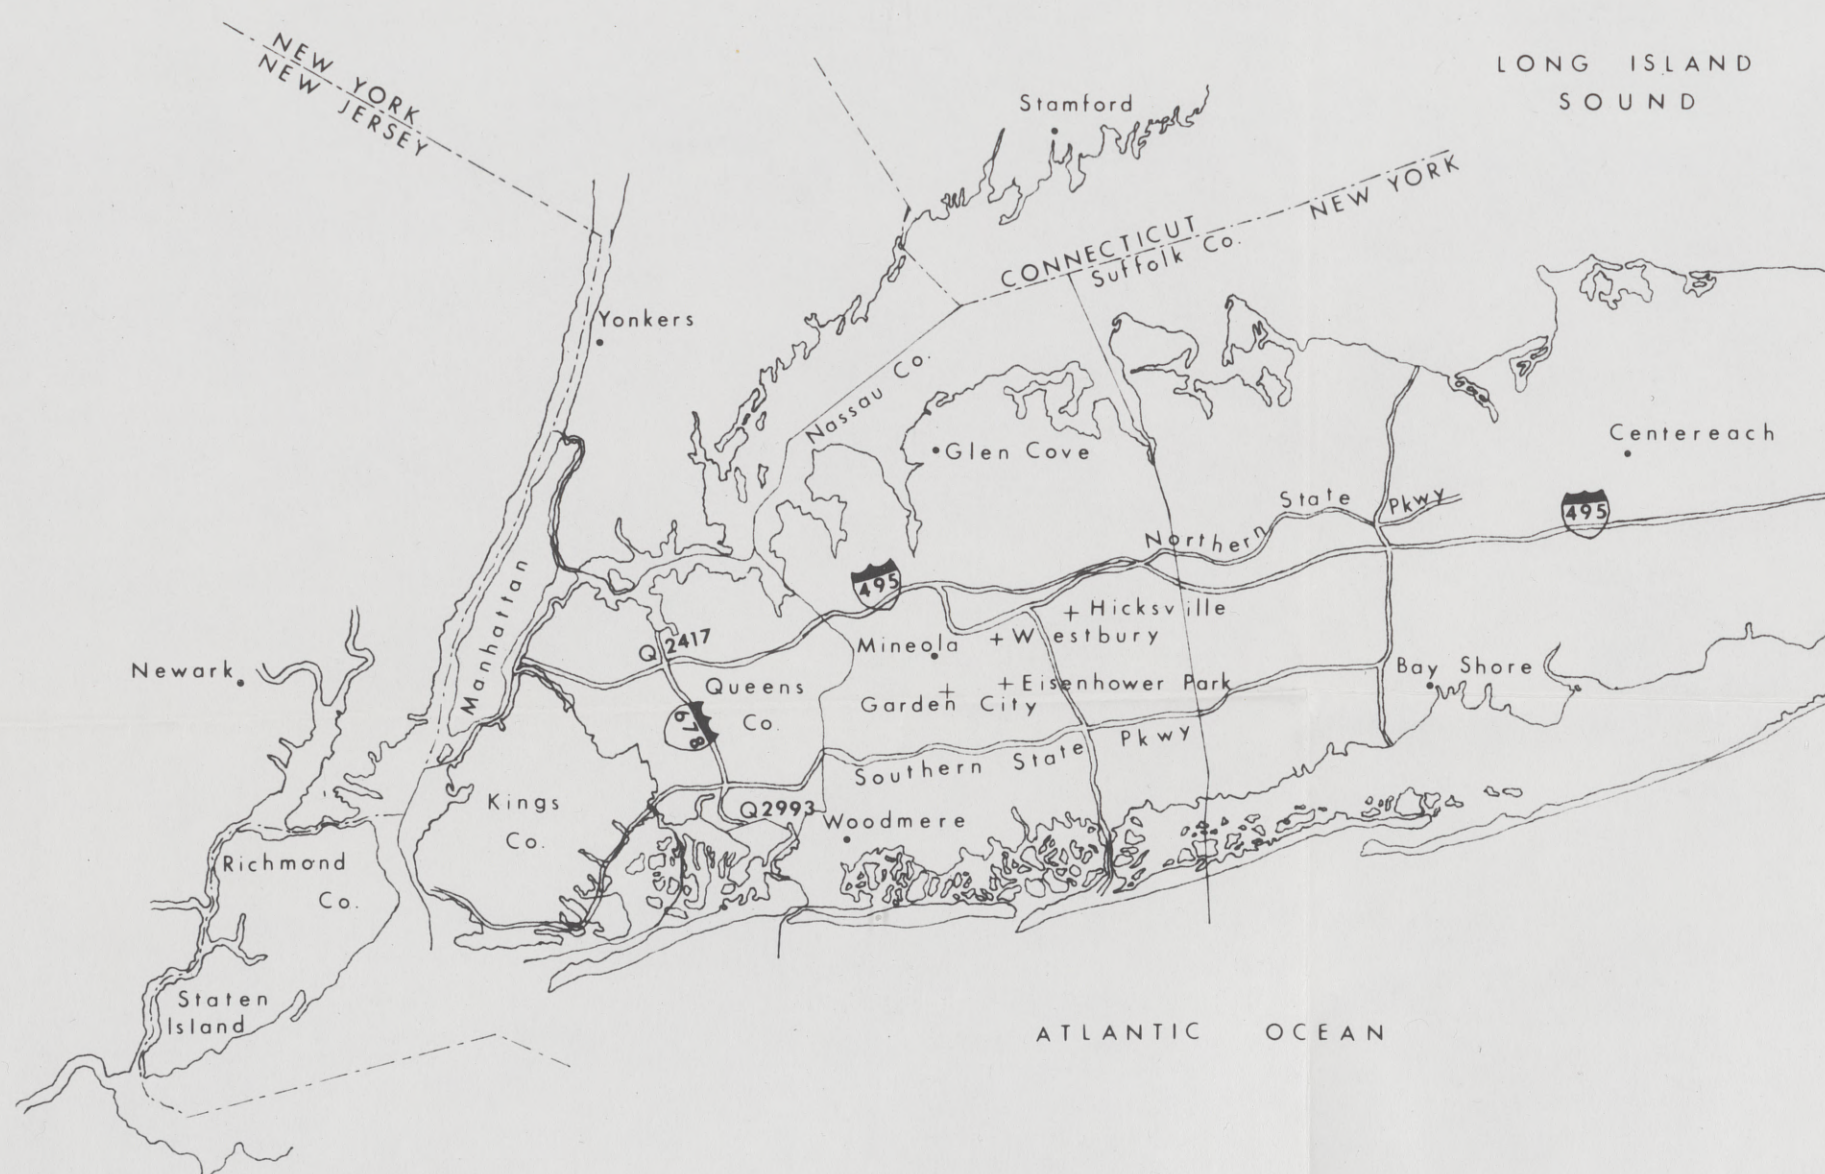 NEW YORK
NEW JERSEY
LONG ISLAND
SOUND
Stamford
NEW YORK
CONNECTICUT
Suffolk Co.
Yonkers
Nassau Co.
Glen Cove
Centereach
State Pkwy
Northern
495
495
Manhattan
Hicksville
Westbury
Mineola
Q 2417
Newark
Bay Shore
Queens
Co.
Eisenhower Park
Garden City
678
Pkwy
Southern State
Kings
Co.
Q2993
Woodmere
Richmond
Co.
Staten
Island
ATLANTIC OCEAN